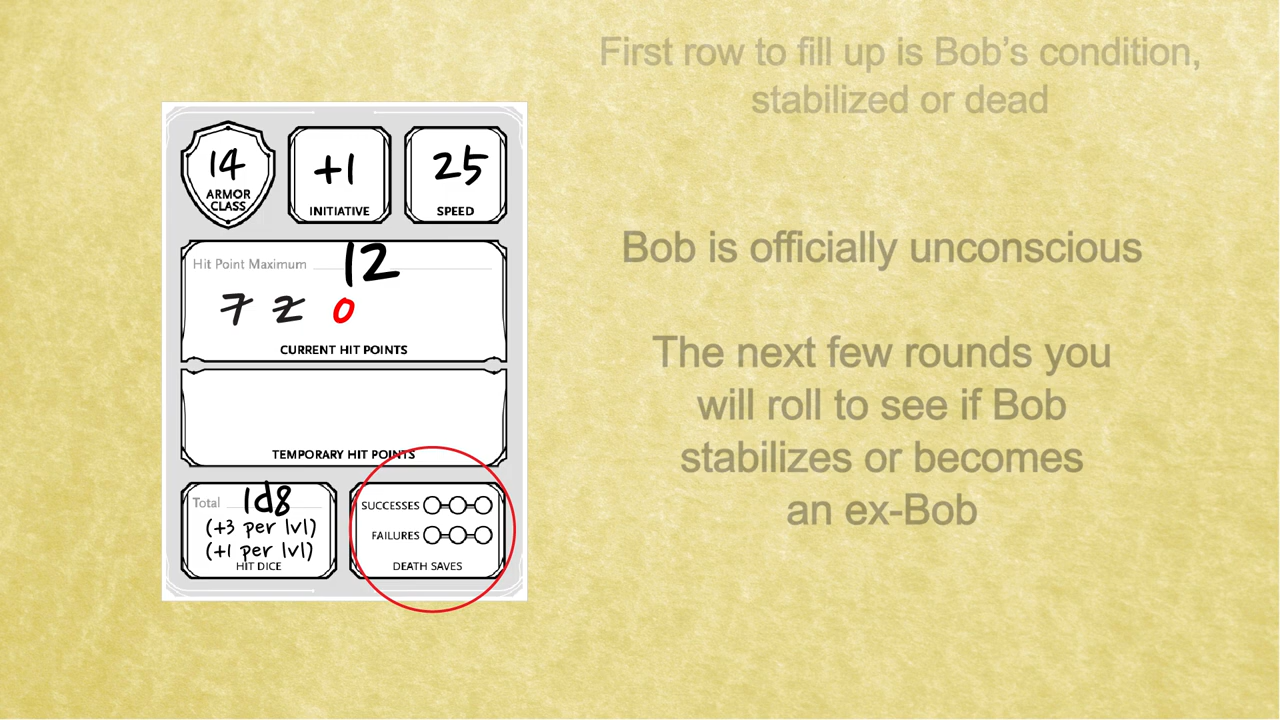 First row to fill up is Bob's condition,
stabilized or dead
14
ARMOR
CLASS
+1
INITIATIVE
25
SPEED
Hit Point Maximum 12
7 2 0
CURRENT HIT POINTS
TEMPORARY HIT POINTS
Total 1d8
(+3 per lvl)
(+1 per lvl)
HIT DICE
SUCCESSES
FAILURES
DEATH SAVES
Bob is officially unconscious
The next few rounds you
will roll to see if Bob
stabilizes or becomes
an ex-Bob